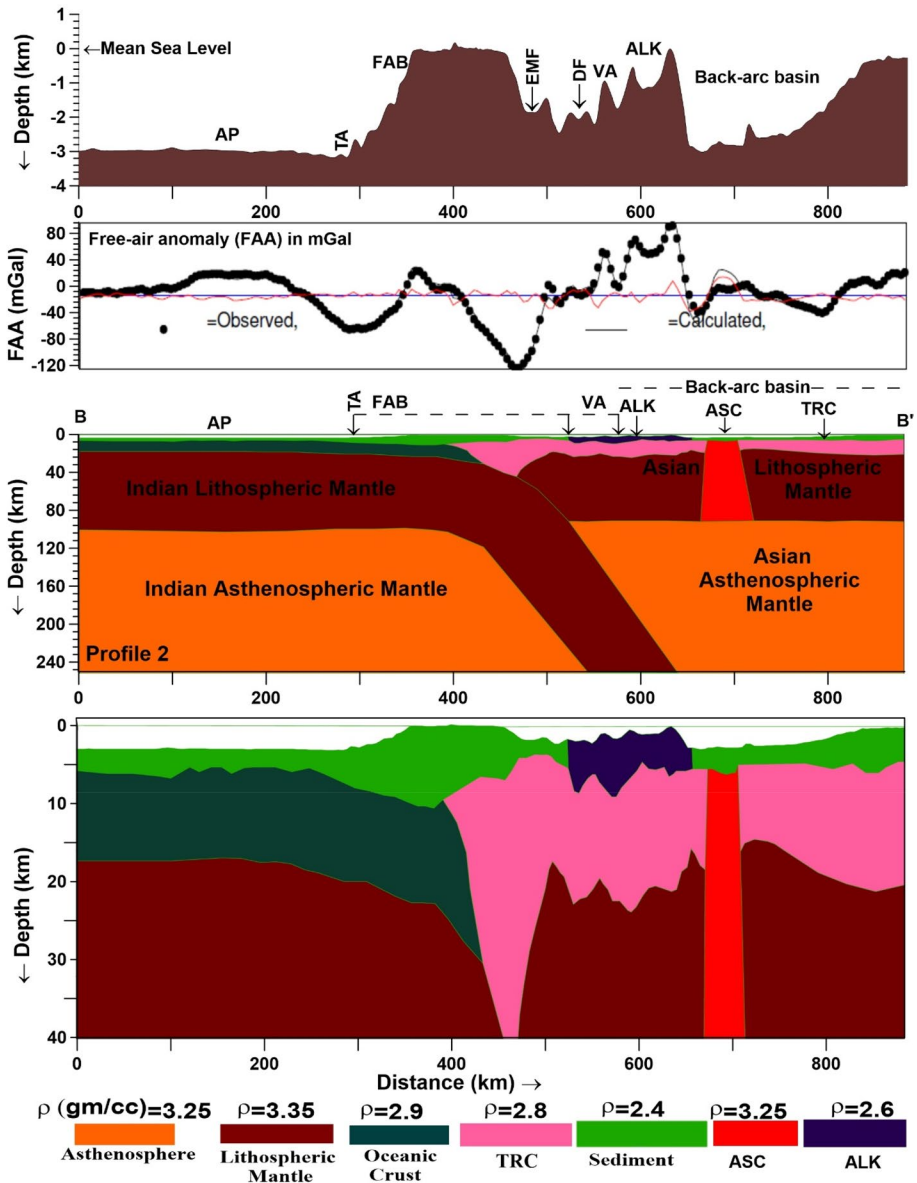 ← Depth (km)
1
0
-1
-2
-3
-4
←Mean Sea Level
FAB
ALK
EMF
DF
VA
Back-arc basin
AP
TA
0 200 400 600 800
FAA (mGal)
80
40
0
-40
-80
-120
Free-air anomaly (FAA) in mGal
=Observed, =Calculated,
Back-arc basin
B AP TA FAB VA ALK ASC TRC B'
← Depth (km)
0
40
80
120
160
200
240
Indian Lithospheric Mantle
Asian Lithospheric
Mantle
Indian Asthenospheric Mantle
Asian
Asthenospheric
Mantle
Profile 2
0 200 400 600 800
← Depth (km)
0
10
20
30
40
0 200 400 600 800
Distance (km) →
ρ (gm/cc)=3.25 ρ=3.35 ρ=2.9 ρ=2.8 ρ=2.4 ρ=3.25 ρ=2.6
Asthenosphere
Lithospheric
Mantle
Oceanic
Crust
TRC
Sediment
ASC
ALK